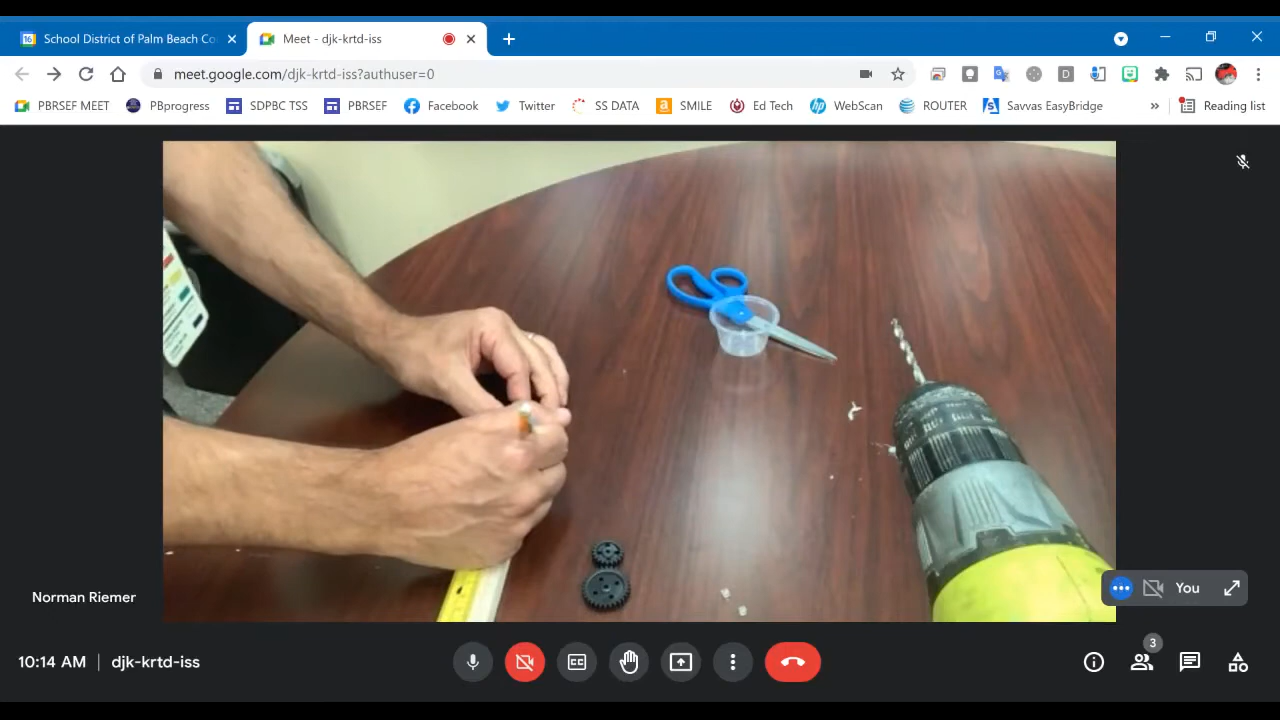 School District of Palm Beach Co
Meet - djk-krtd-iss
meet.google.com/djk-krtd-iss?authuser=0
PBRSEF MEET
PBprogress
SDPBC TSS
PBRSEF
Facebook
Twitter
SS DATA
SMILE
Ed Tech
WebScan
ROUTER
Savvas EasyBridge
»
Reading list
Norman Riemer
You
3
10:14 AM | djk-krtd-iss